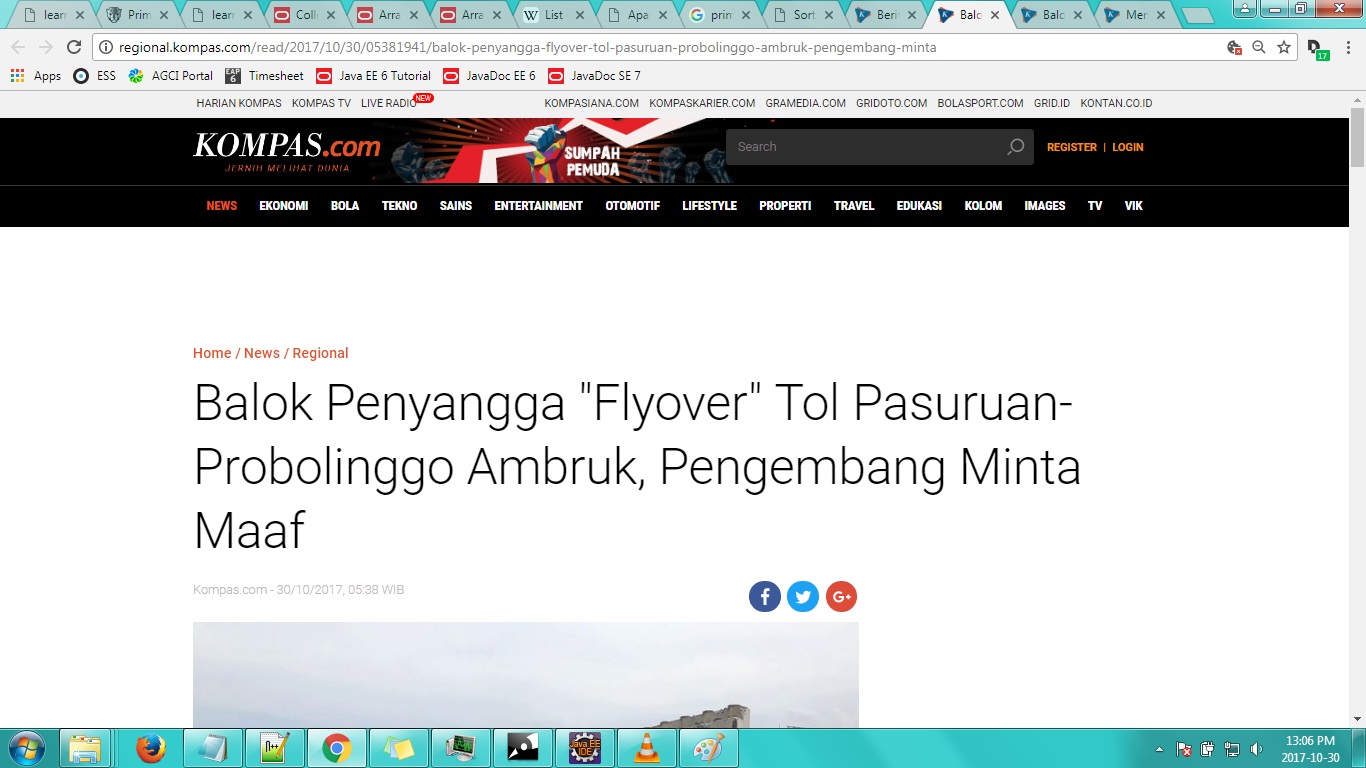 learn
Prim
learn
Colle
Arra
Arra
List
Apa
prim
Sort
Beri
Balo
Balo
Mer
regional.kompas.com/read/2017/10/30/05381941/balok-penyangga-flyover-tol-pasuruan-probolinggo-ambruk-pengembang-minta
17
Apps ESS AGCI Portal EAP 6 Timesheet Java EE 6 Tutorial JavaDoc EE 6 JavaDoc SE 7
HARIAN KOMPAS KOMPAS TV LIVE RADIO NEW KOMPASIANA.COM KOMPASKARIER.COM GRAMEDIA.COM GRIDOTO.COM BOLASPORT.COM GRID.ID KONTAN.CO.ID
KOMPAS.com
JERNIH MELIHAT DUNIA
SUMPAH
PEMUDA
Search
REGISTER | LOGIN
NEWS EKONOMI BOLA TEKNO SAINS ENTERTAINMENT OTOMOTIF LIFESTYLE PROPERTI TRAVEL EDUKASI KOLOM IMAGES TV VIK
Home / News / Regional
Balok Penyangga "Flyover" Tol Pasuruan-
Probolinggo Ambruk, Pengembang Minta
Maaf
Kompas.com - 30/10/2017, 05:38 WIB
Java EE
IDE
13:06 PM
2017-10-30